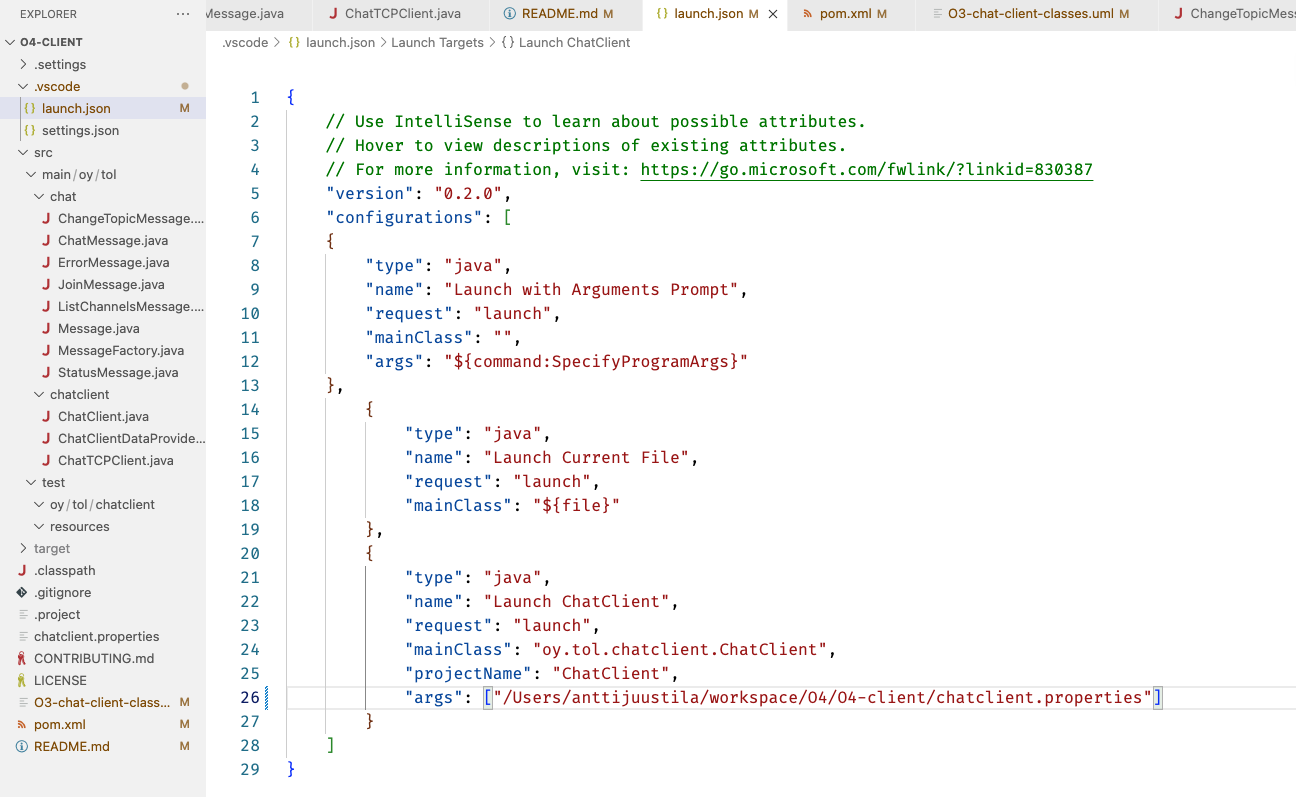 EXPLORER ...
O4-CLIENT
.settings
.vscode
launch.json M
settings.json
src
main/oy/tol
chat
ChangeTopicMessage....
ChatMessage.java
ErrorMessage.java
JoinMessage.java
ListChannelsMessage....
Message.java
MessageFactory.java
StatusMessage.java
chatclient
ChatClient.java
ChatClientDataProvide...
ChatTCPClient.java
test
oy/tol/chatclient
resources
target
.classpath
.gitignore
.project
chatclient.properties
CONTRIBUTING.md
LICENSE
O3-chat-client-class... M
pom.xml M
README.md M
Message.java ChatTCPClient.java README.md M launch.json M pom.xml M O3-chat-client-classes.uml M ChangeTopicMess
.vscode > {} launch.json > Launch Targets > {} Launch ChatClient
1 {
2 // Use IntelliSense to learn about possible attributes.
3 // Hover to view descriptions of existing attributes.
4 // For more information, visit: https://go.microsoft.com/fwlink/?linkid=830387
5 "version": "0.2.0",
6 "configurations": [
7 {
8 "type": "java",
9 "name": "Launch with Arguments Prompt",
10 "request": "launch",
11 "mainClass": "",
12 "args": "${command:SpecifyProgramArgs}"
13 },
14 {
15 "type": "java",
16 "name": "Launch Current File",
17 "request": "launch",
18 "mainClass": "${file}"
19 },
20 {
21 "type": "java",
22 "name": "Launch ChatClient",
23 "request": "launch",
24 "mainClass": "oy.tol.chatclient.ChatClient",
25 "projectName": "ChatClient",
26 "args": ["/Users/anttijuustila/workspace/O4/O4-client/chatclient.properties"]
27 }
28 ]
29 }